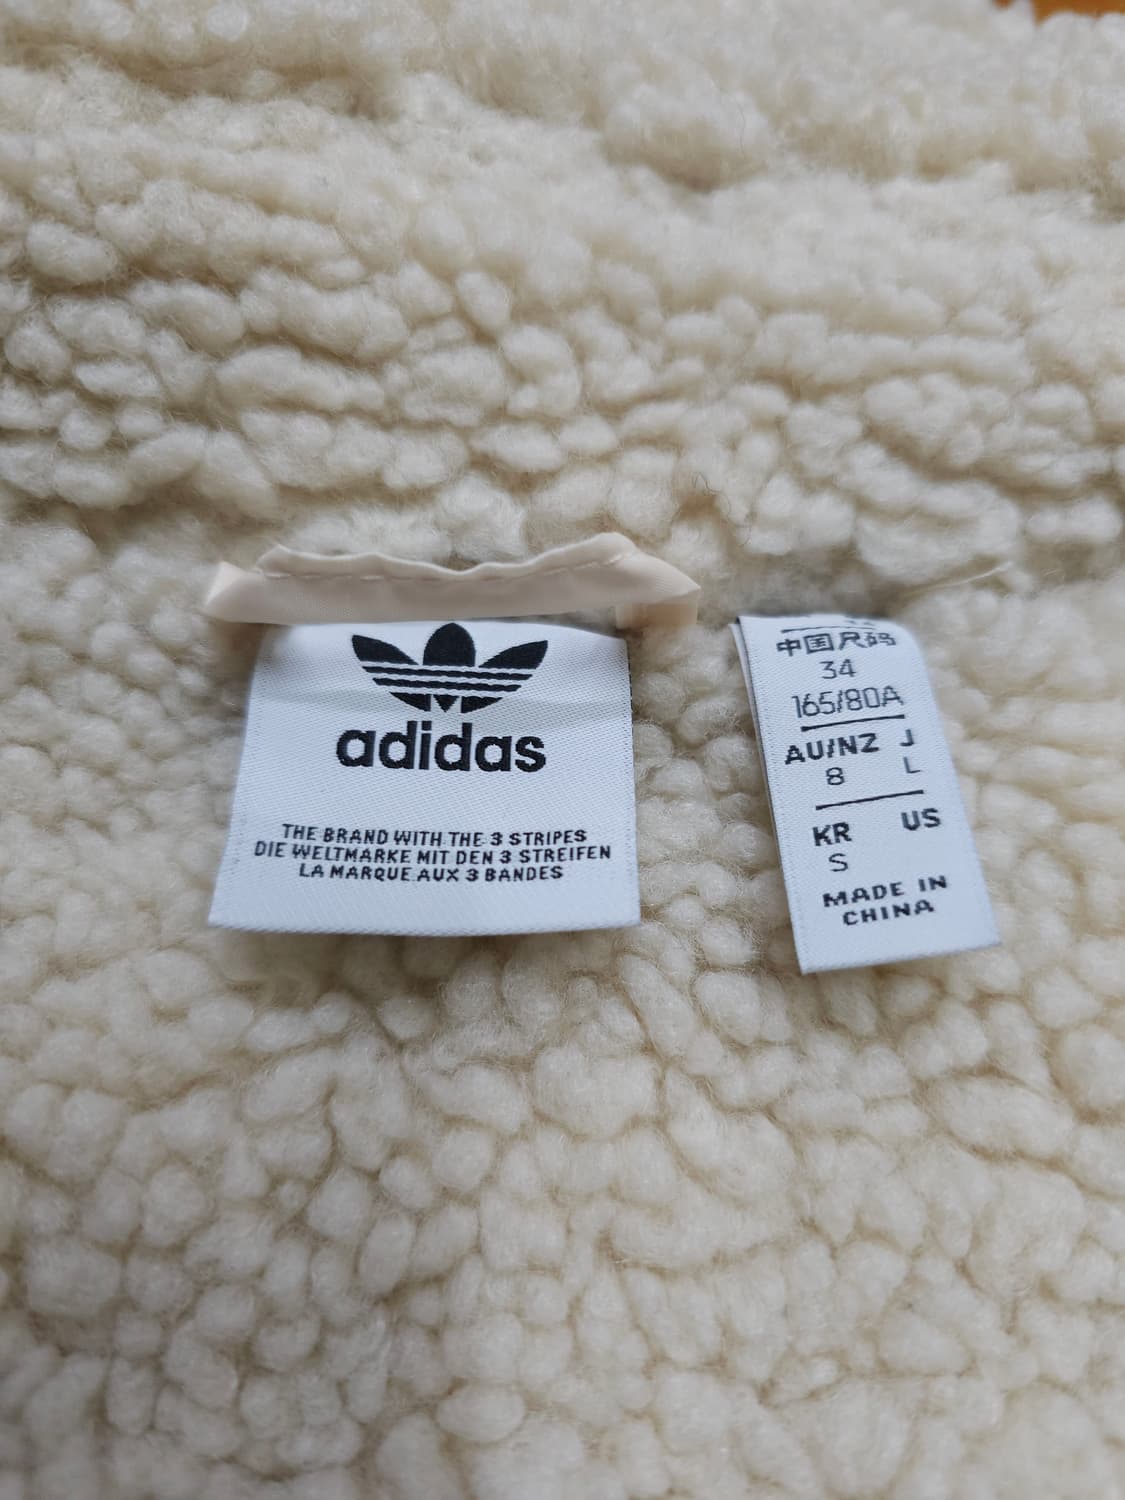 adidas
THE BRAND WITH THE 3 STRIPES
DIE WELTMARKE MIT DEN 3 STREIFEN
LA MARQUE AUX 3 BANDES
中国尺码
34
165/80A
AU/NZ J
8 L
KR US
S
MADE IN
CHINA